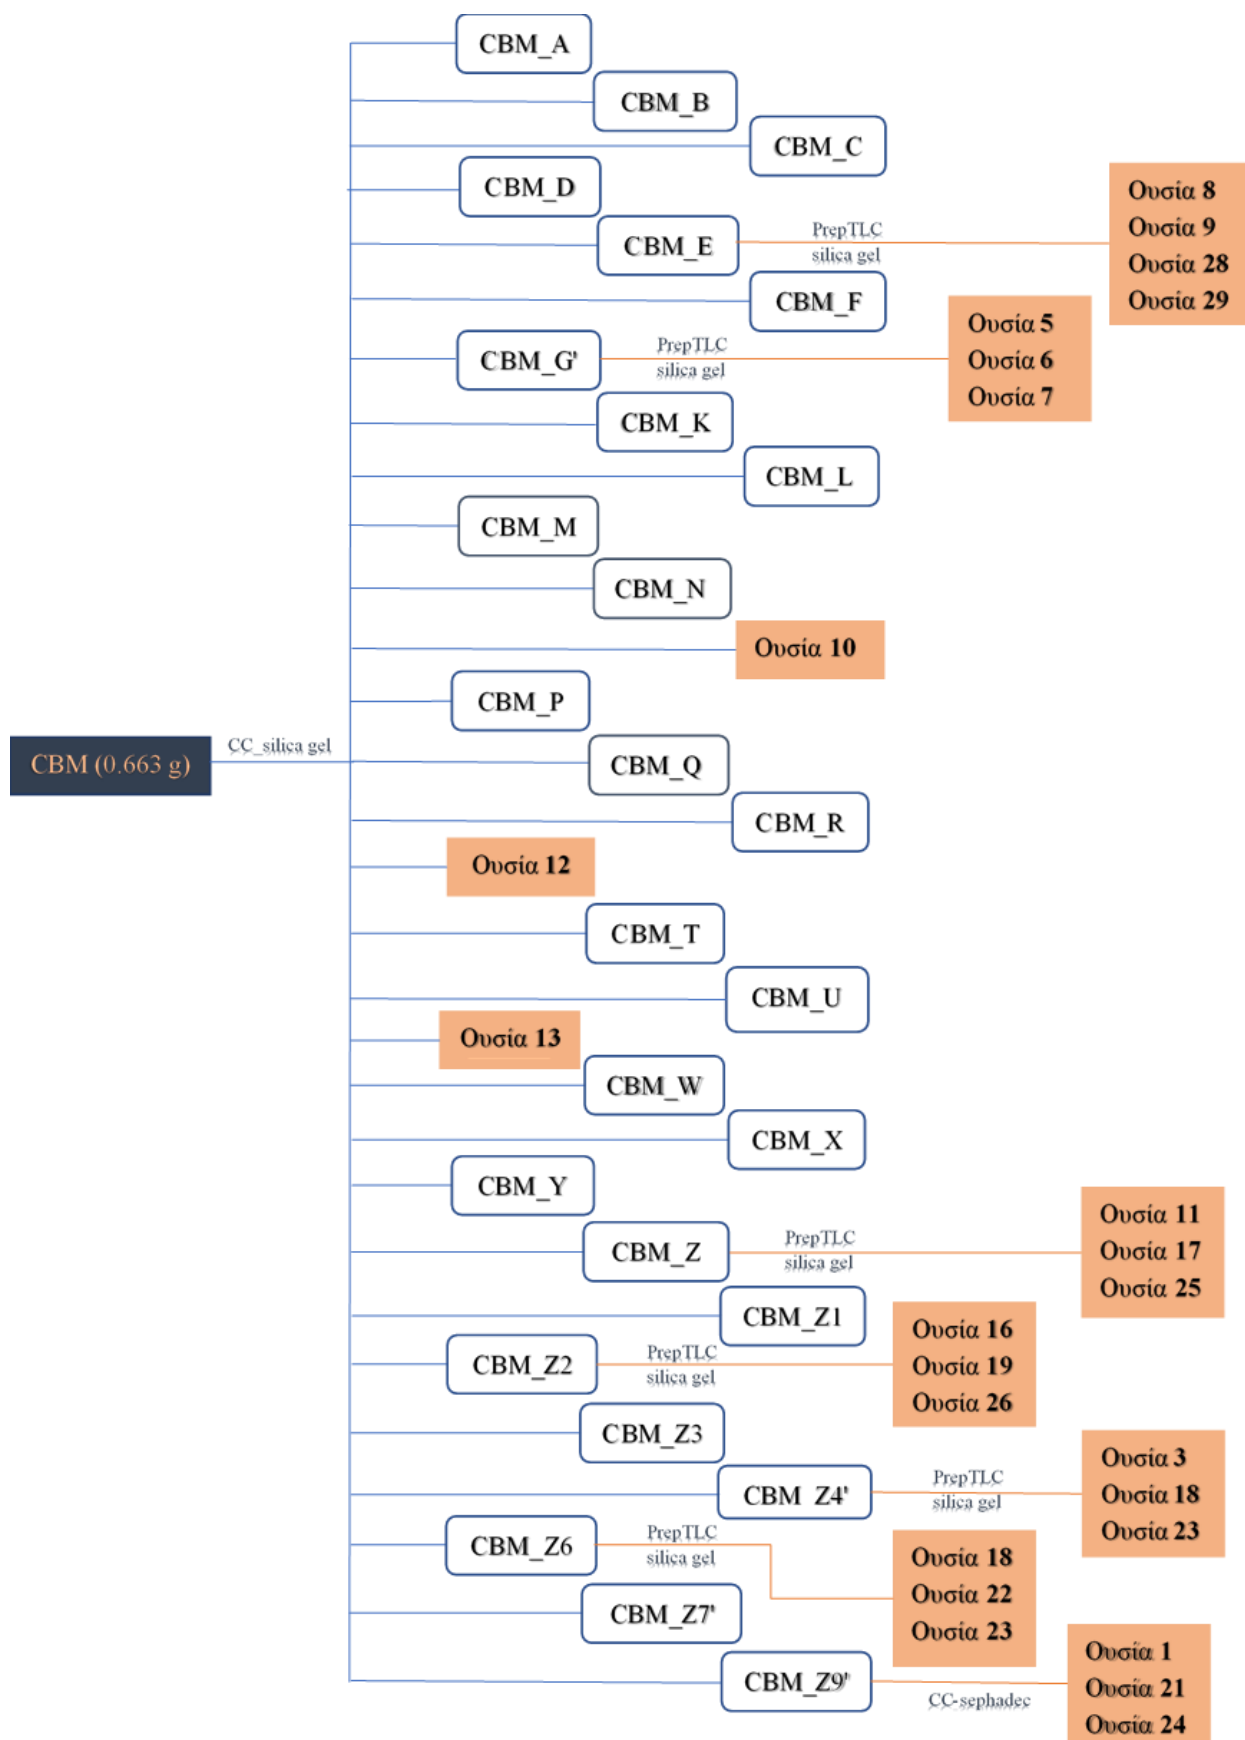 CBM_A
CBM_B
CBM_C
CBM_D
CBM_E
PrepTLC
silica gel
Ουσία 8
Ουσία 9
Ουσία 28
Ουσία 29
CBM_F
CBM_G'
PrepTLC
silica gel
Ουσία 5
Ουσία 6
Ουσία 7
CBM_K
CBM_L
CBM_M
CBM_N
Ουσία 10
CBM_P
CBM (0.663 g)
CC_silica gel
CBM_Q
CBM_R
Ουσία 12
CBM_T
CBM_U
Ουσία 13
CBM_W
CBM_X
CBM_Y
CBM_Z
PrepTLC
silica gel
Ουσία 11
Ουσία 17
Ουσία 25
CBM_Z1
CBM_Z2
PrepTLC
silica gel
Ουσία 16
Ουσία 19
Ουσία 26
CBM_Z3
CBM_Z4'
PrepTLC
silica gel
Ουσία 3
Ουσία 18
Ουσία 23
CBM_Z6
PrepTLC
silica gel
Ουσία 18
Ουσία 22
Ουσία 23
CBM_Z7'
CBM_Z9'
CC-sephadec
Ουσία 1
Ουσία 21
Ουσία 24